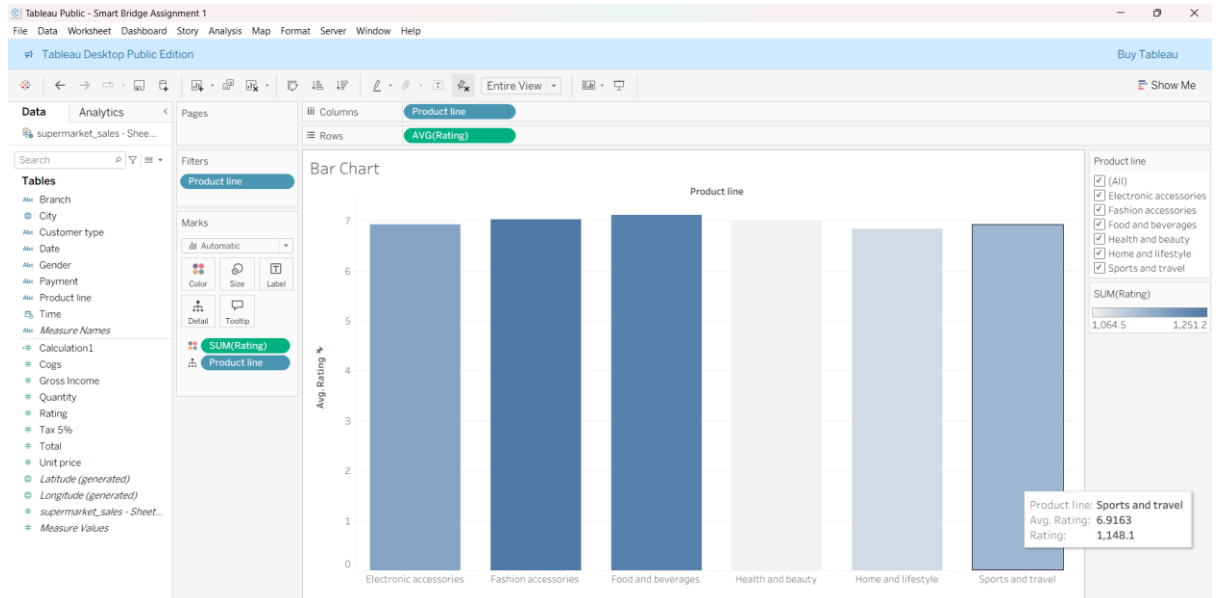 Tableau Public - Smart Bridge Assignment 1
File Data Worksheet Dashboard Story Analysis Map Format Server Window Help
Tableau Desktop Public Edition
Buy Tableau
Entire View
Show Me
Data Analytics
supermarket_sales - Shee...
Search
Tables
Abc Branch
City
Abc Customer type
Abc Date
Abc Gender
Abc Payment
Abc Product line
Time
Abc Measure Names
Calculation1
Cogs
Gross Income
Quantity
Rating
Tax 5%
Total
Unit price
Latitude (generated)
Longitude (generated)
supermarket_sales - Sheet...
Measure Values
Pages
Filters
Product line
Marks
Automatic
Color Size Label
Detail Tooltip
SUM(Rating)
Product line
Columns Product line
Rows AVG(Rating)
Bar Chart
Product line
Avg. Rating
7
6
5
4
3
2
1
0
Electronic accessories Fashion accessories Food and beverages Health and beauty Home and lifestyle Sports and travel
Product line: Sports and travel
Avg. Rating: 6.9163
Rating: 1,148.1
Product line
(All)
Electronic accessories
Fashion accessories
Food and beverages
Health and beauty
Home and lifestyle
Sports and travel
SUM(Rating)
1,064.5 1,251.2